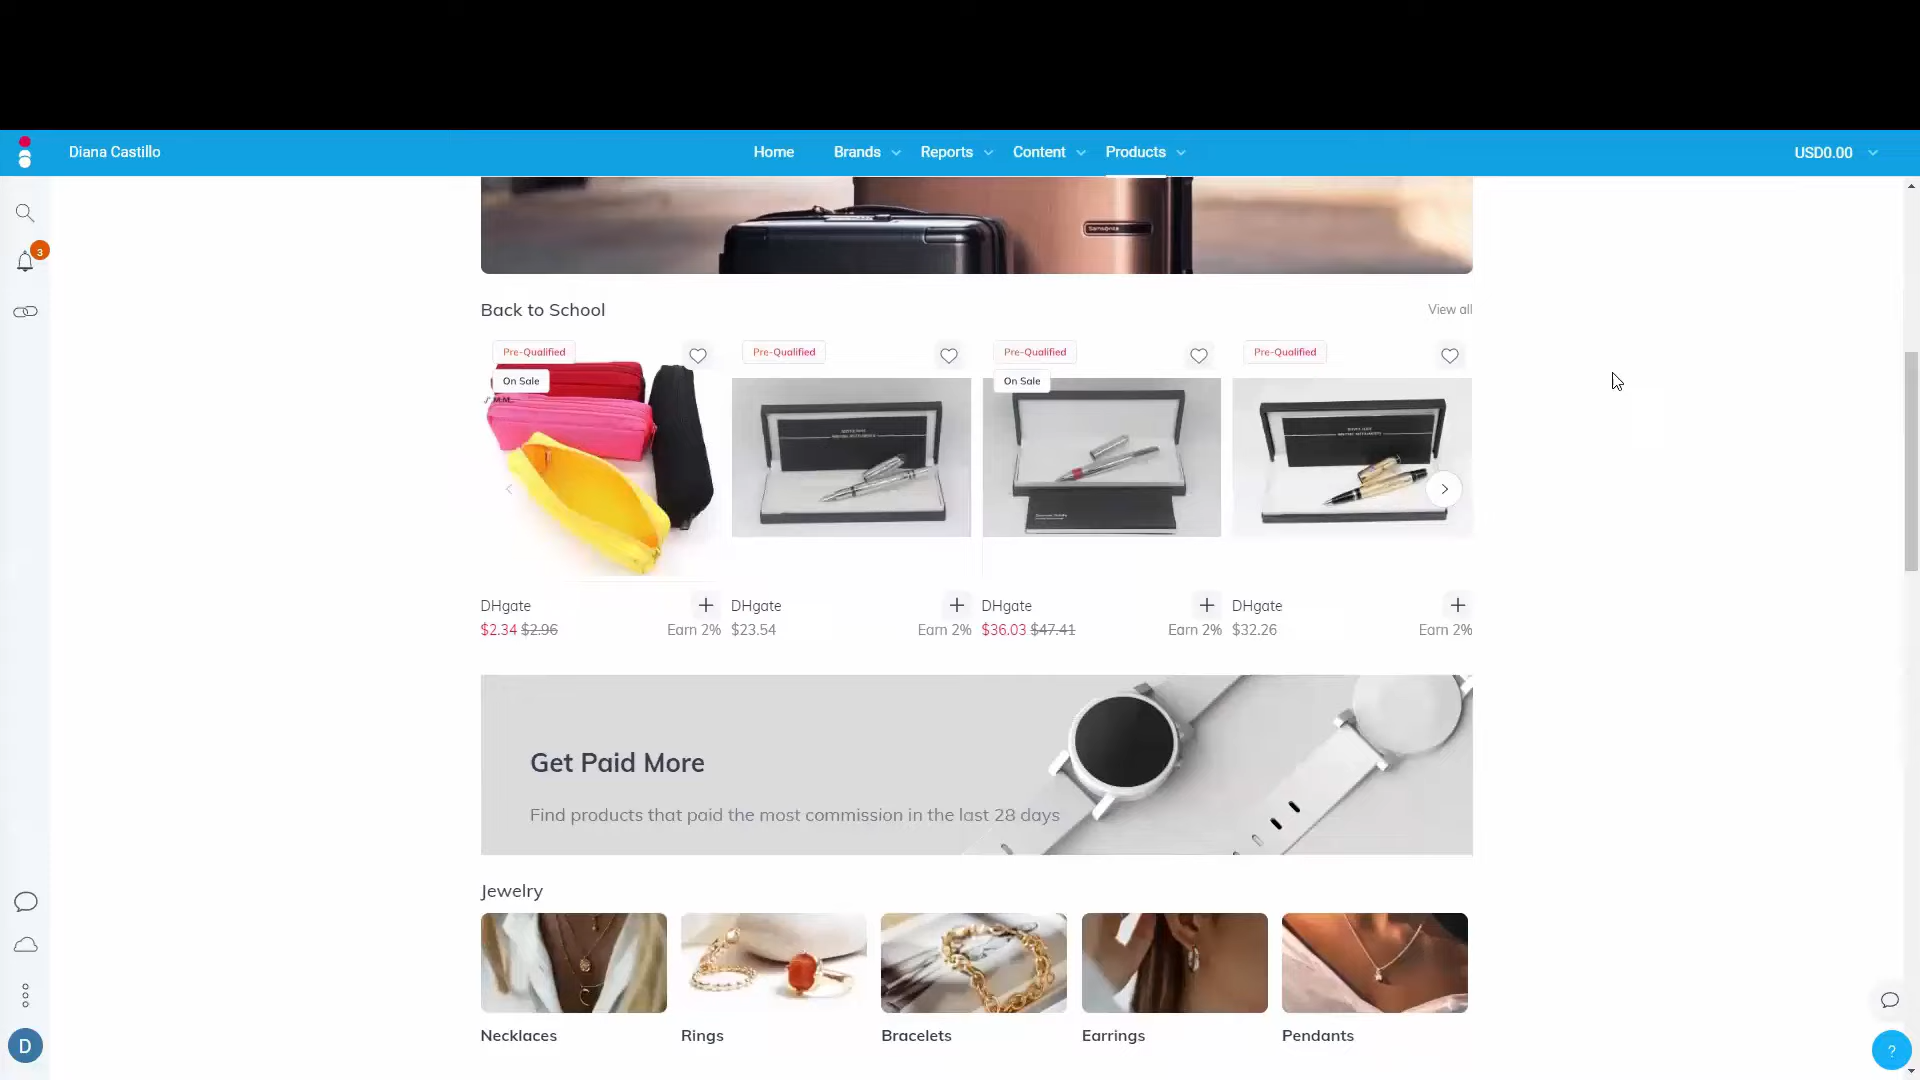 Diana Castillo
Home
Brands
Reports
Content
Products
USD0.00
3
Samsonite
Back to School
View all
Pre-Qualified
Pre-Qualified
Pre-Qualified
Pre-Qualified
On Sale
On Sale
DHgate
DHgate
DHgate
DHgate
$2.34 $2.96
Earn 2%
$23.54
Earn 2%
$36.03 $47.41
Earn 2%
$32.26
Earn 2%
Get Paid More
Find products that paid the most commission in the last 28 days
Jewelry
Necklaces
Rings
Bracelets
Earrings
Pendants
D
?